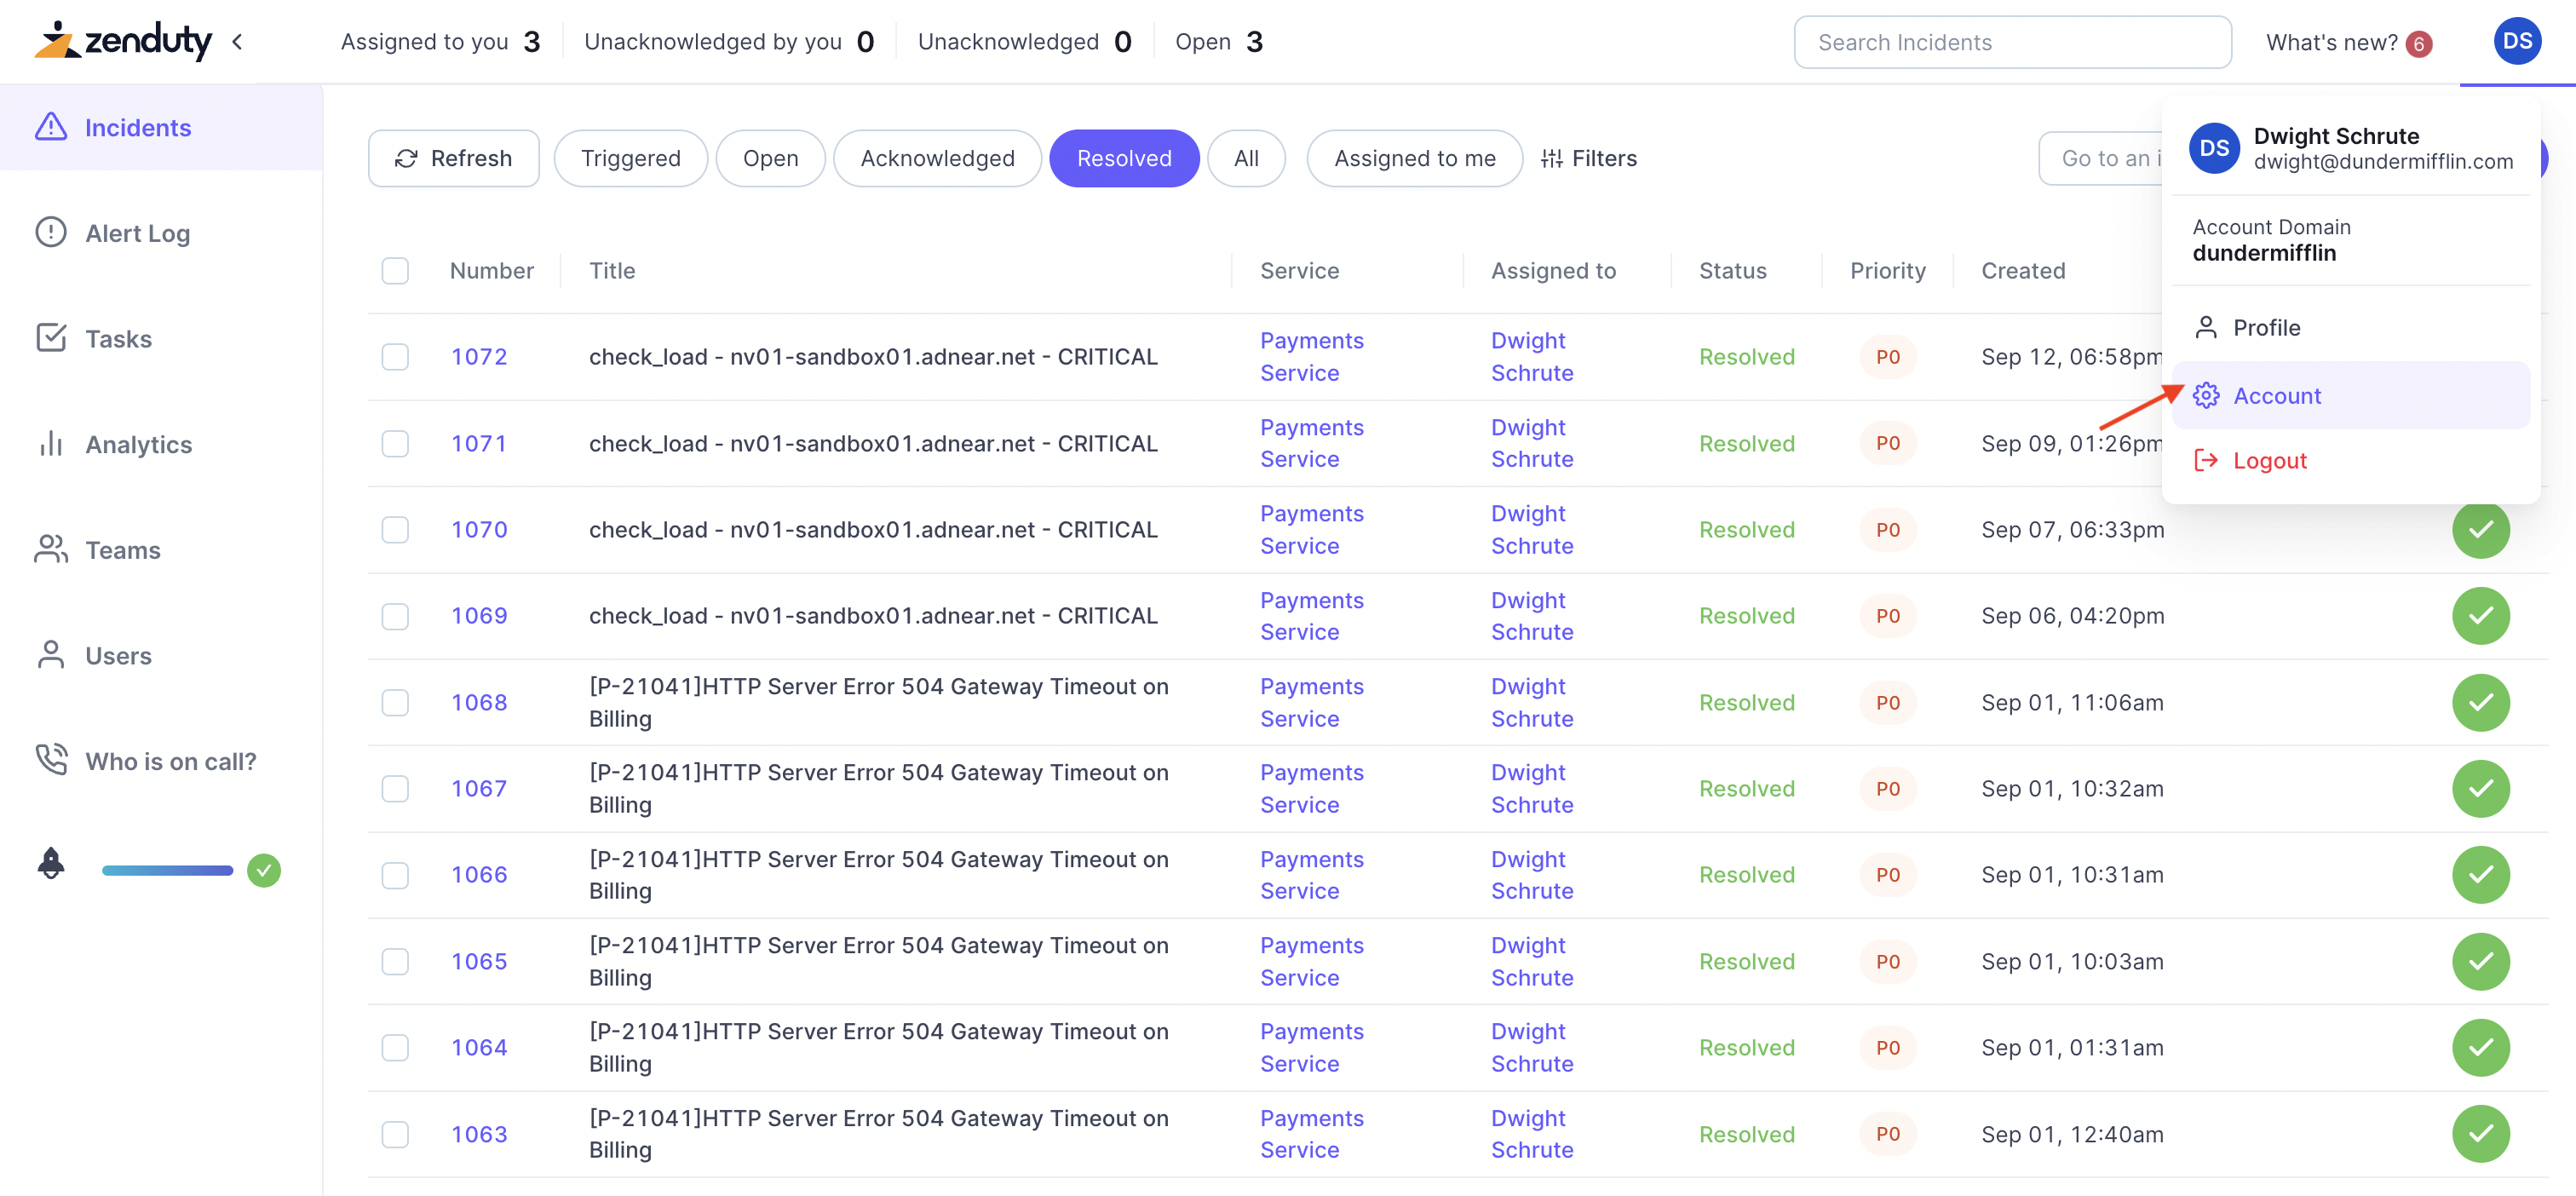 zenduty
Assigned to you 3 Unacknowledged by you 0 Unacknowledged 0 Open 3
Search Incidents
What's new? 6
DS
Incidents
Alert Log
Tasks
Analytics
Teams
Users
Who is on call?
Refresh Triggered Open Acknowledged Resolved All Assigned to me Filters
Go to an i
DS
Dwight Schrute
dwight@dundermifflin.com
Account Domain
dundermifflin
Profile
Account
Logout
Number Title Service Assigned to Status Priority Created
1072 check_load - nv01-sandbox01.adnear.net - CRITICAL Payments Service Dwight Schrute Resolved P0 Sep 12, 06:58pm
1071 check_load - nv01-sandbox01.adnear.net - CRITICAL Payments Service Dwight Schrute Resolved P0 Sep 09, 01:26pm
1070 check_load - nv01-sandbox01.adnear.net - CRITICAL Payments Service Dwight Schrute Resolved P0 Sep 07, 06:33pm
1069 check_load - nv01-sandbox01.adnear.net - CRITICAL Payments Service Dwight Schrute Resolved P0 Sep 06, 04:20pm
1068 [P-21041]HTTP Server Error 504 Gateway Timeout on Billing Payments Service Dwight Schrute Resolved P0 Sep 01, 11:06am
1067 [P-21041]HTTP Server Error 504 Gateway Timeout on Billing Payments Service Dwight Schrute Resolved P0 Sep 01, 10:32am
1066 [P-21041]HTTP Server Error 504 Gateway Timeout on Billing Payments Service Dwight Schrute Resolved P0 Sep 01, 10:31am
1065 [P-21041]HTTP Server Error 504 Gateway Timeout on Billing Payments Service Dwight Schrute Resolved P0 Sep 01, 10:03am
1064 [P-21041]HTTP Server Error 504 Gateway Timeout on Billing Payments Service Dwight Schrute Resolved P0 Sep 01, 01:31am
1063 [P-21041]HTTP Server Error 504 Gateway Timeout on Billing Payments Service Dwight Schrute Resolved P0 Sep 01, 12:40am